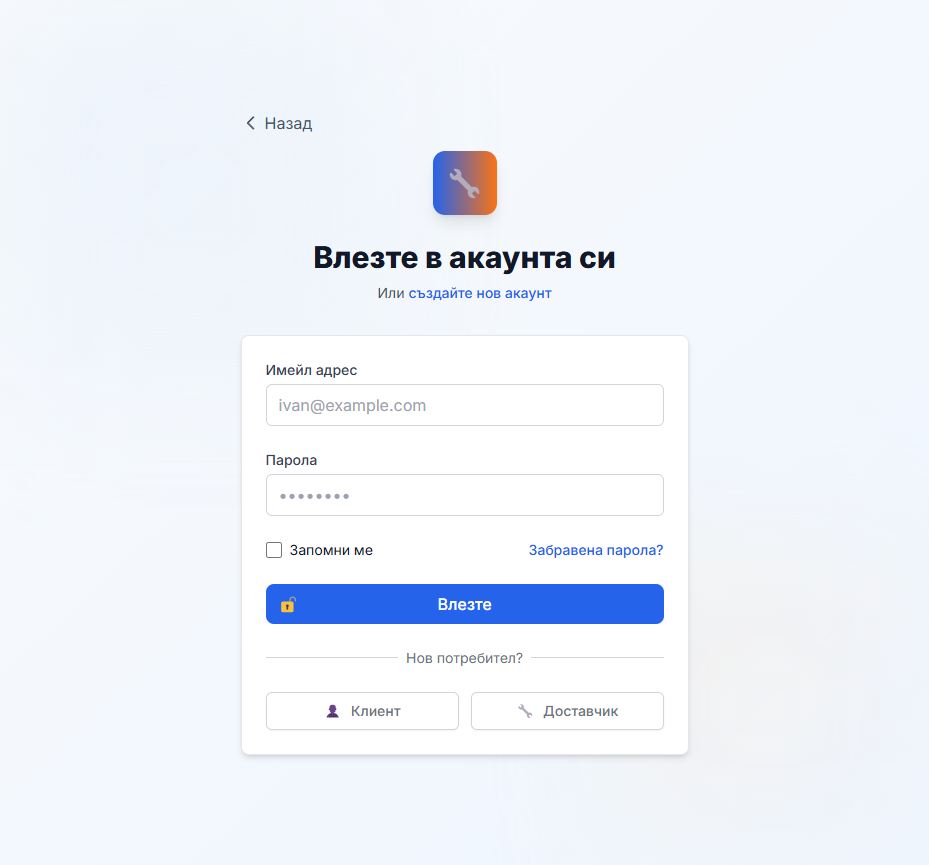 Назад
Влезте в акаунта си
Или създайте нов акаунт
Имейл адрес
ivan@example.com
Парола
••••••••
Запомни ме
Забравена парола?
Влезте
Нов потребител?
Клиент
Доставчик